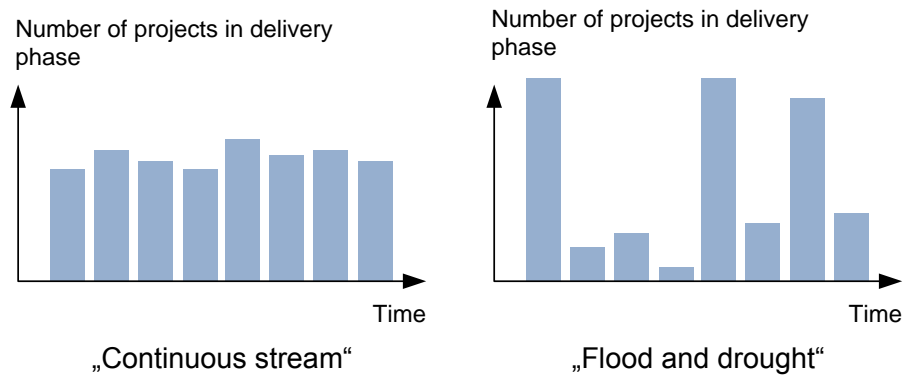 Number of projects in delivery
phase
Time
„Continuous stream“
Number of projects in delivery
phase
Time
„Flood and drought“